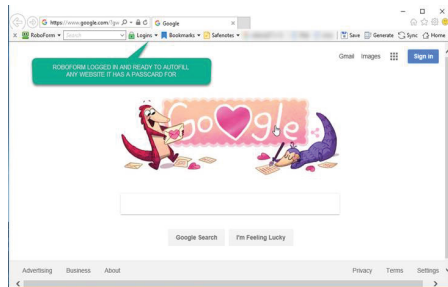 https://www.google.com/?gw
Google
RoboForm
Search
Logins
Bookmarks
Safenotes
Save
Generate
Sync
Home
ROBOFORM LOGGED IN AND READY TO AUTOFILL
ANY WEBSITE IT HAS A PASSCARD FOR
Gmail Images
Sign in
Google
Google Search
I'm Feeling Lucky
Advertising Business About
Privacy Terms Settings